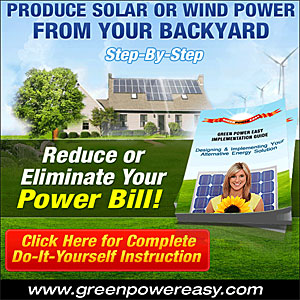 PRODUCE SOLAR OR WIND POWER
FROM YOUR BACKYARD
Step-By-Step
GREEN POWER EASY
IMPLEMENTATION GUIDE
Designing & Implementing Your
Alternative Energy Solution
Reduce or
Eliminate Your
Power Bill!
Click Here for Complete
Do-It-Yourself Instruction
www.greenpowereasy.com